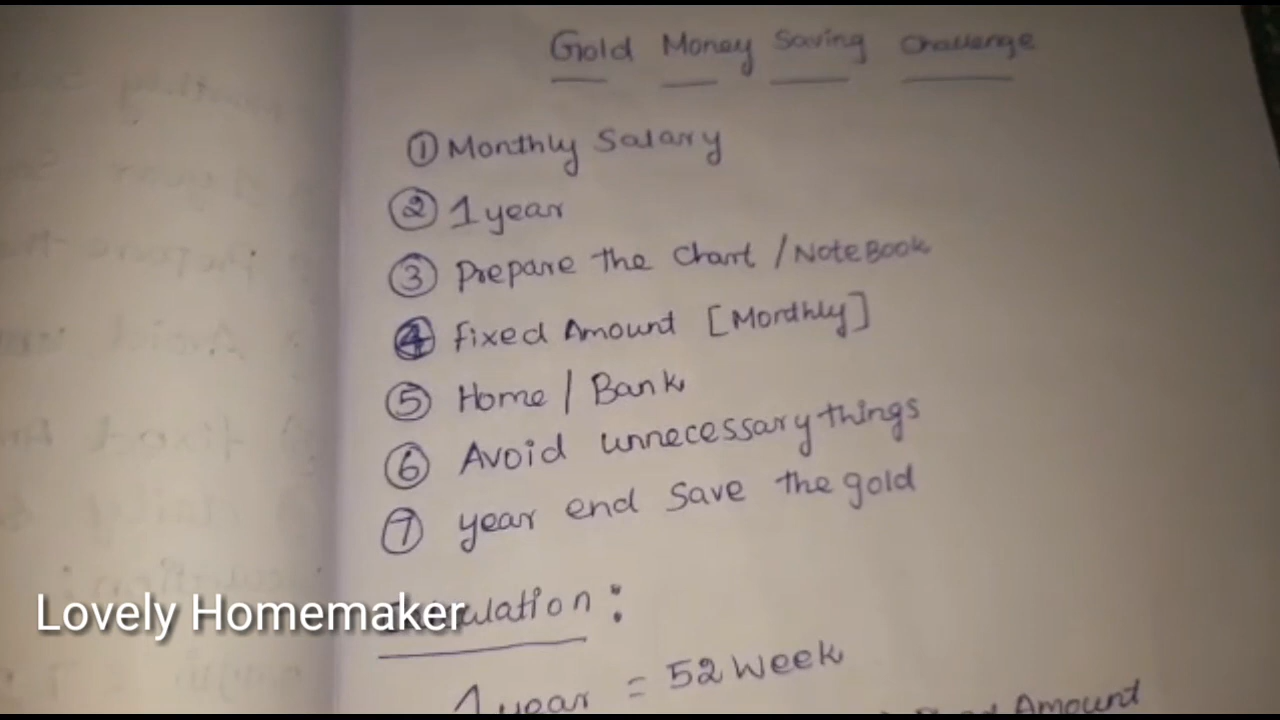 Gold Money Saving Challenge
① Monthly Salary
② 1 year
③ Prepare the Chart / NoteBook
④ Fixed Amount [Monthly]
⑤ Home / Bank
⑥ Avoid unnecessary things
⑦ year end Save the gold
Lovely Homemaker
:
1 year = 52 Week
Amount